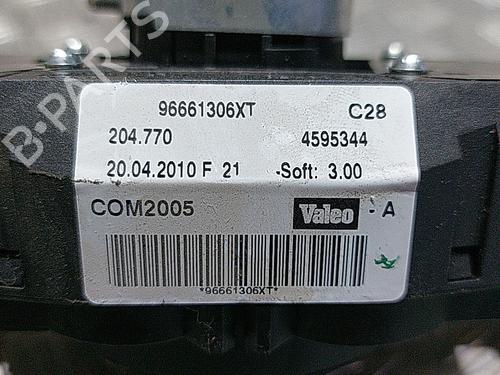 B-PARTS
96661306XT C28
204.770 4595344
20.04.2010 F 21 -Soft: 3.00
COM2005 Valeo - A
*96661306XT*